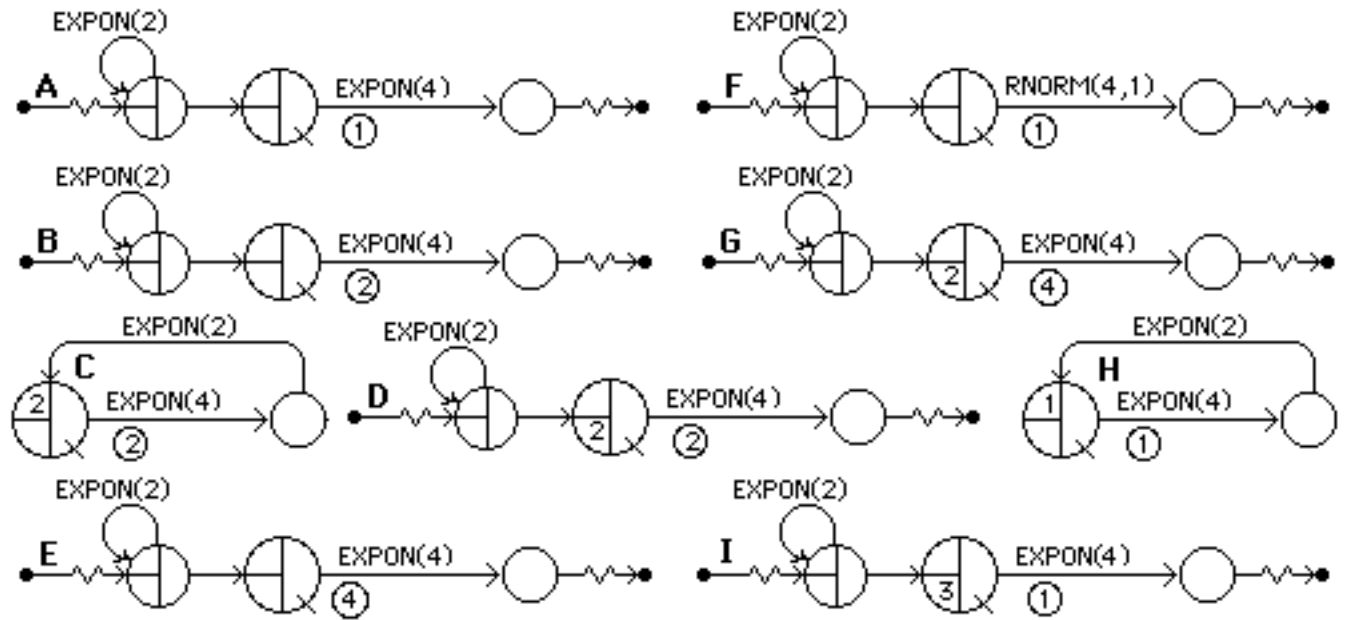 EXPON(2) EXPON(2)
A EXPON(4) F RNORM(4,1)
1 1
EXPON(2) EXPON(2)
B EXPON(4) G EXPON(4)
2 2 4
EXPON(2) EXPON(2) EXPON(2)
C D H
2 EXPON(4) EXPON(4) 1 EXPON(4)
2 2 2 1
EXPON(2) EXPON(2)
E EXPON(4) I EXPON(4)
4 3 1